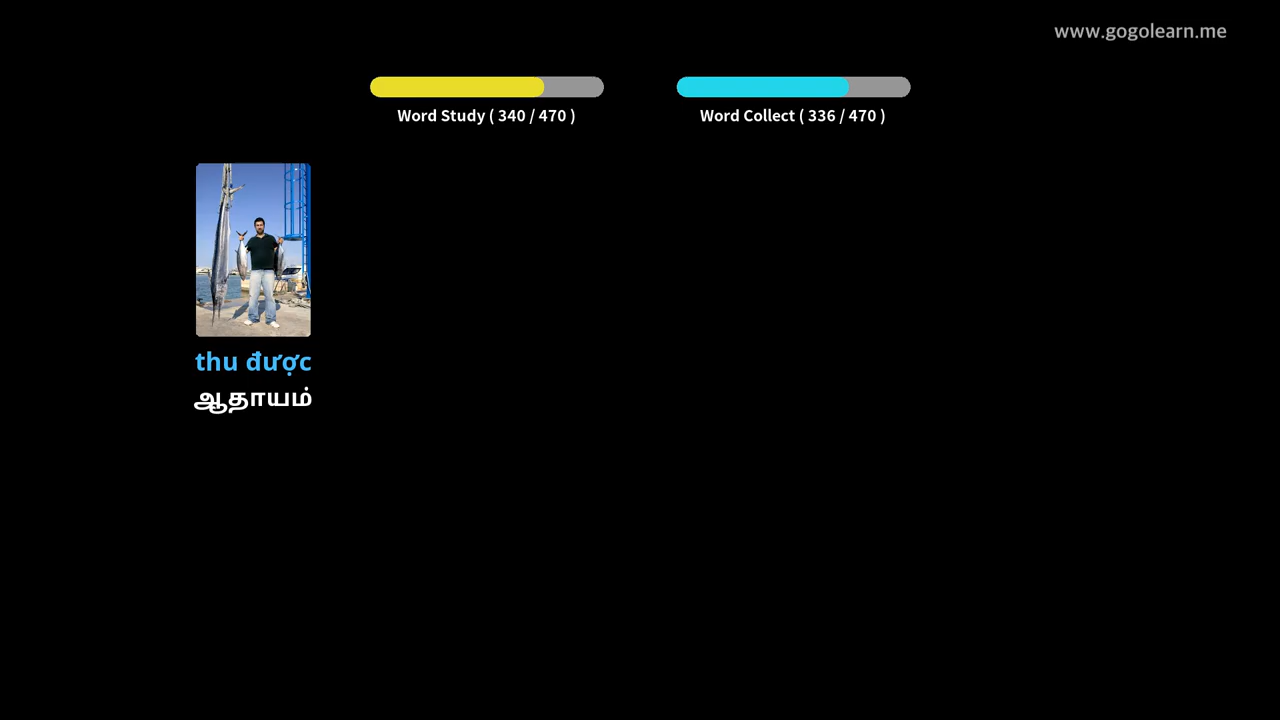 www.gogolearn.me
Word Study ( 340 / 470 )
Word Collect ( 336 / 470 )
thu được
ஆதாயம்